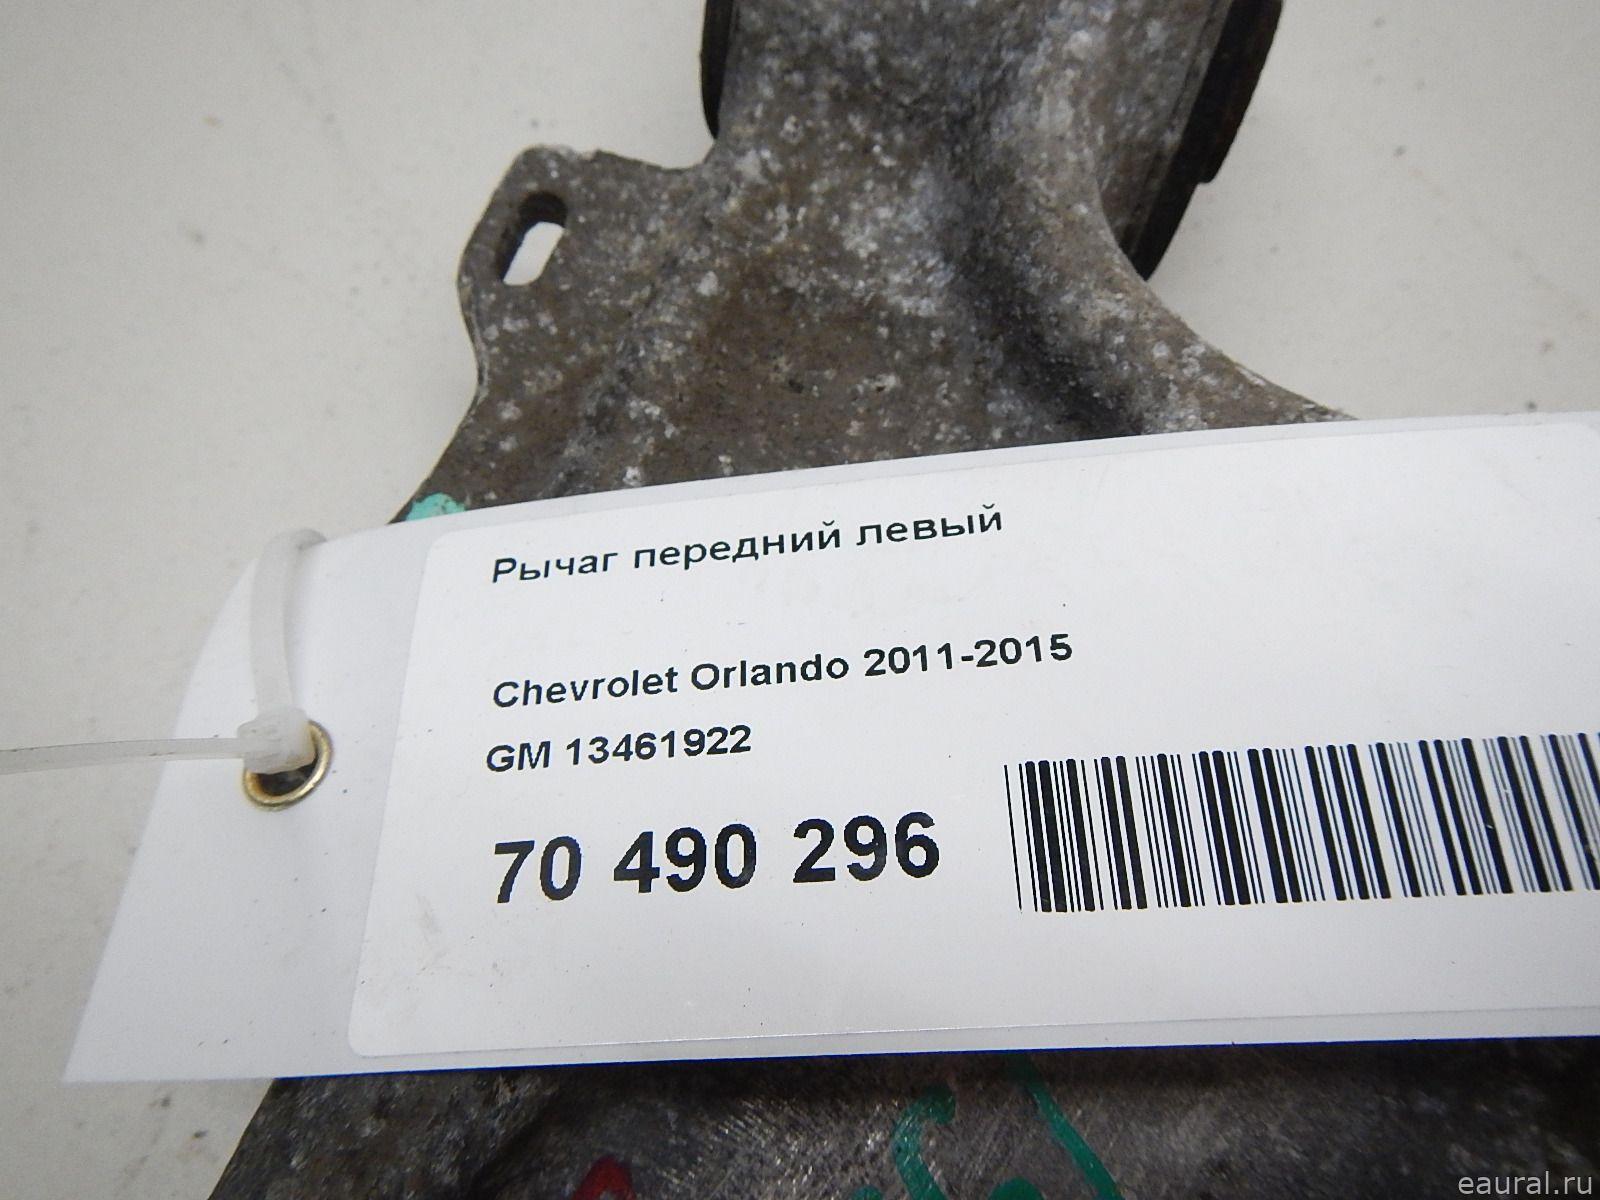 Рычаг передний левый
Chevrolet Orlando 2011-2015
GM 13461922
70 490 296
eaural.ru